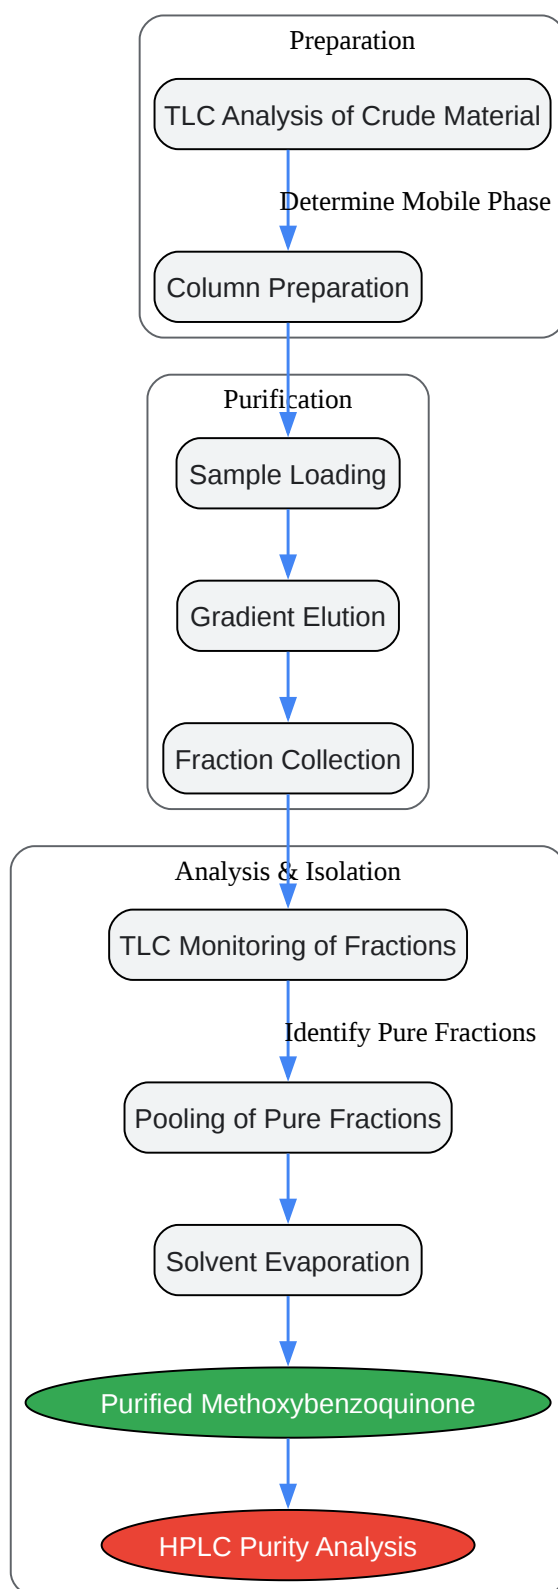 Preparation
TLC Analysis of Crude Material
Determine Mobile Phase
Column Preparation
Purification
Sample Loading
Gradient Elution
Fraction Collection
Analysis & Isolation
TLC Monitoring of Fractions
Identify Pure Fractions
Pooling of Pure Fractions
Solvent Evaporation
Purified Methoxybenzoquinone
HPLC Purity Analysis